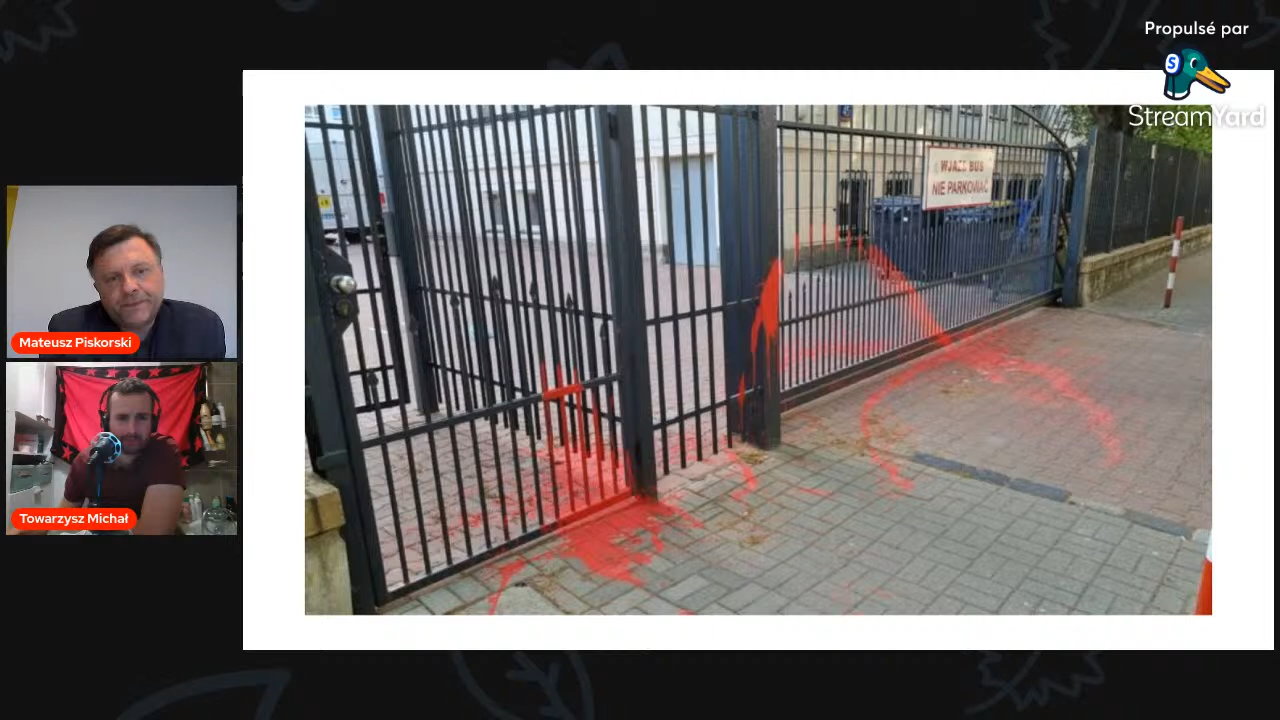 Propulsé par
S
StreamYard
WJAZD BUS
NIE PARKOWAĆ
Mateusz Piskorski
Towarzysz Michał